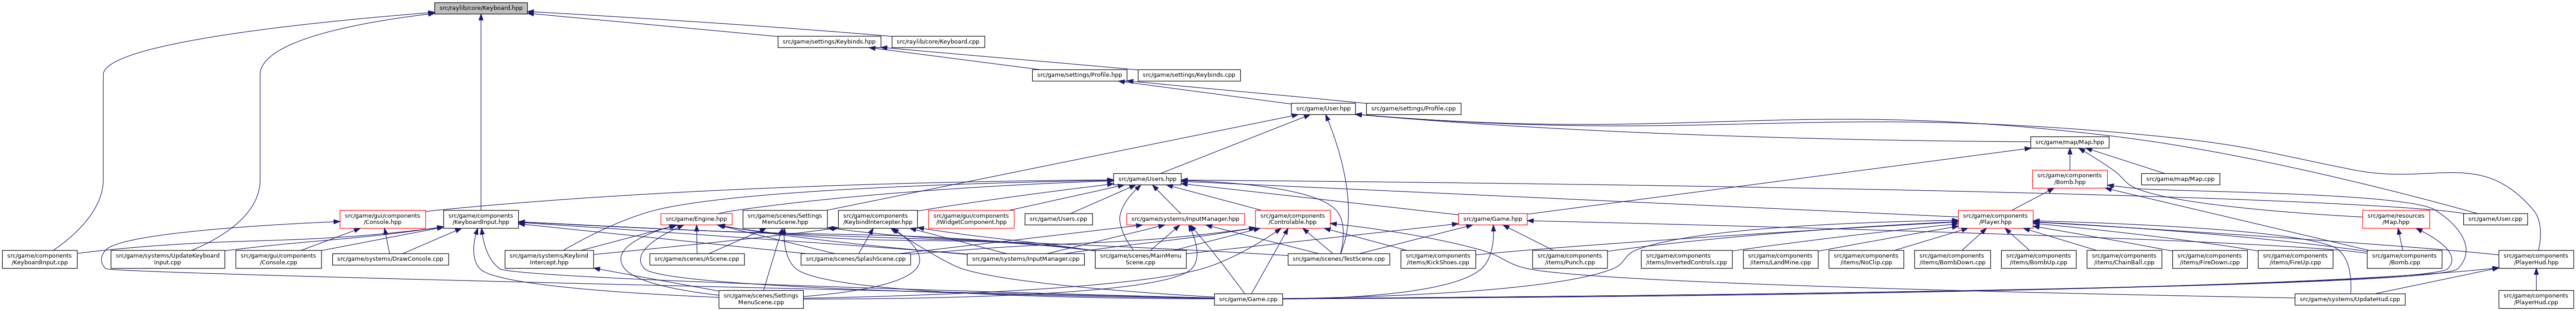 src/raylib/core/Keyboard.hpp
src/game/settings/Keybinds.hpp
src/raylib/core/Keyboard.cpp
src/game/settings/Profile.hpp
src/game/settings/Keybinds.cpp
src/game/User.hpp
src/game/settings/Profile.cpp
src/game/map/Map.hpp
src/game/Users.hpp
src/game/components
/Bomb.hpp
src/game/map/Map.cpp
src/game/gui/components
/Console.hpp
src/game/components
/KeyboardInput.hpp
src/game/Engine.hpp
src/game/scenes/Settings
MenuScene.hpp
src/game/components
/KeybindIntercepter.hpp
src/game/gui/components
/IWidgetComponent.hpp
src/game/Users.cpp
src/game/systems/InputManager.hpp
src/game/components
/Controlable.hpp
src/game/Game.hpp
src/game/components
/Player.hpp
src/game/resources
/Map.hpp
src/game/User.cpp
src/game/components
/KeyboardInput.cpp
src/game/systems/UpdateKeyboard
Input.cpp
src/game/gui/components
/Console.cpp
src/game/systems/DrawConsole.cpp
src/game/systems/Keybind
Intercept.hpp
src/game/scenes/AScene.cpp
src/game/scenes/SplashScene.cpp
src/game/systems/InputManager.cpp
src/game/scenes/MainMenu
Scene.cpp
src/game/scenes/TestScene.cpp
src/game/components
/items/KickShoes.cpp
src/game/components
/items/Punch.cpp
src/game/components
/items/InvertedControls.cpp
src/game/components
/items/LandMine.cpp
src/game/components
/items/NoClip.cpp
src/game/components
/items/BombDown.cpp
src/game/components
/items/BombUp.cpp
src/game/components
/items/ChainBall.cpp
src/game/components
/items/FireDown.cpp
src/game/components
/items/FireUp.cpp
src/game/components
/Bomb.cpp
src/game/components
/PlayerHud.hpp
src/game/scenes/Settings
MenuScene.cpp
src/game/Game.cpp
src/game/systems/UpdateHud.cpp
src/game/components
/PlayerHud.cpp